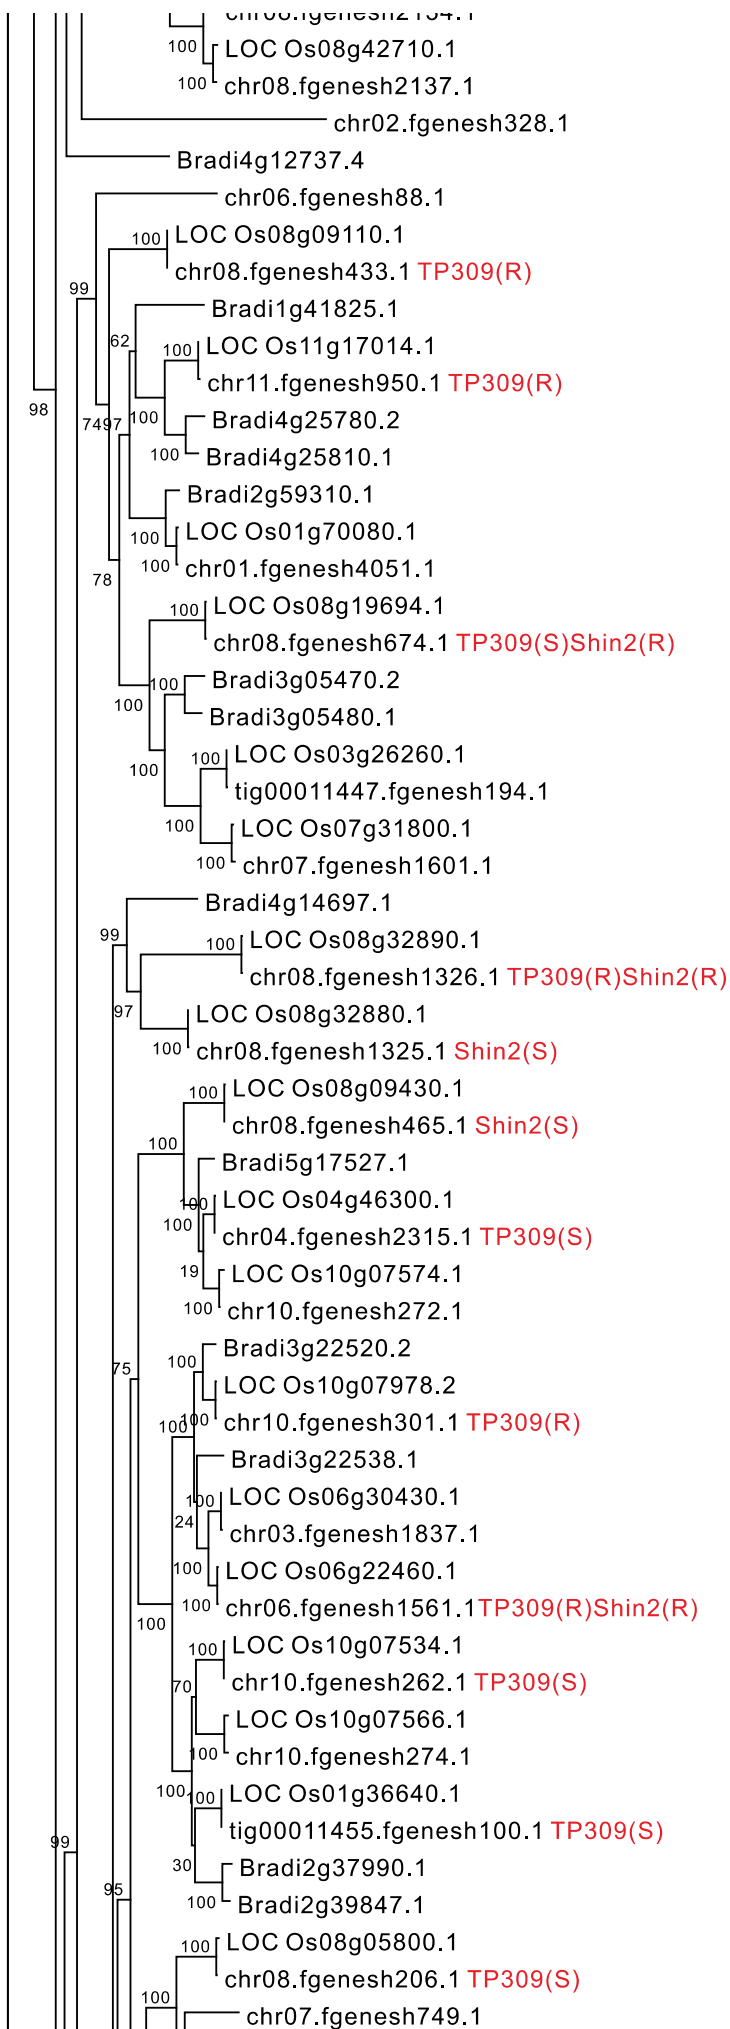 LOC Os08g42710.1
chr08.fgenesh2137.1
chr02.fgenesh328.1
Bradi4g12737.4
chr06.fgenesh88.1
LOC Os08g09110.1
chr08.fgenesh433.1 TP309(R)
Bradi1g41825.1
LOC Os11g17014.1
chr11.fgenesh950.1 TP309(R)
Bradi4g25780.2
Bradi4g25810.1
Bradi2g59310.1
LOC Os01g70080.1
chr01.fgenesh4051.1
LOC Os08g19694.1
chr08.fgenesh674.1 TP309(S)Shin2(R)
Bradi3g05470.2
Bradi3g05480.1
LOC Os03g26260.1
tig00011447.fgenesh194.1
LOC Os07g31800.1
chr07.fgenesh1601.1
Bradi4g14697.1
LOC Os08g32890.1
chr08.fgenesh1326.1 TP309(R)Shin2(R)
LOC Os08g32880.1
chr08.fgenesh1325.1 Shin2(S)
LOC Os08g09430.1
chr08.fgenesh465.1 Shin2(S)
Bradi5g17527.1
LOC Os04g46300.1
chr04.fgenesh2315.1 TP309(S)
LOC Os10g07574.1
chr10.fgenesh272.1
Bradi3g22520.2
LOC Os10g07978.2
chr10.fgenesh301.1 TP309(R)
Bradi3g22538.1
LOC Os06g30430.1
chr03.fgenesh1837.1
LOC Os06g22460.1
chr06.fgenesh1561.1TP309(R)Shin2(R)
LOC Os10g07534.1
chr10.fgenesh262.1 TP309(S)
LOC Os10g07566.1
chr10.fgenesh274.1
LOC Os01g36640.1
tig00011455.fgenesh100.1 TP309(S)
Bradi2g37990.1
Bradi2g39847.1
LOC Os08g05800.1
chr08.fgenesh206.1 TP309(S)
chr07.fgenesh749.1
100
100
100
99
62
100
98
7497
100
100
100
100
78
100
100
100
100
100
100
100
99
100
97
100
100
100
100
100
19
100
75
100
100
100
100
24
100
100
100
100
70
100
100
100
99
30
95
100
100
100